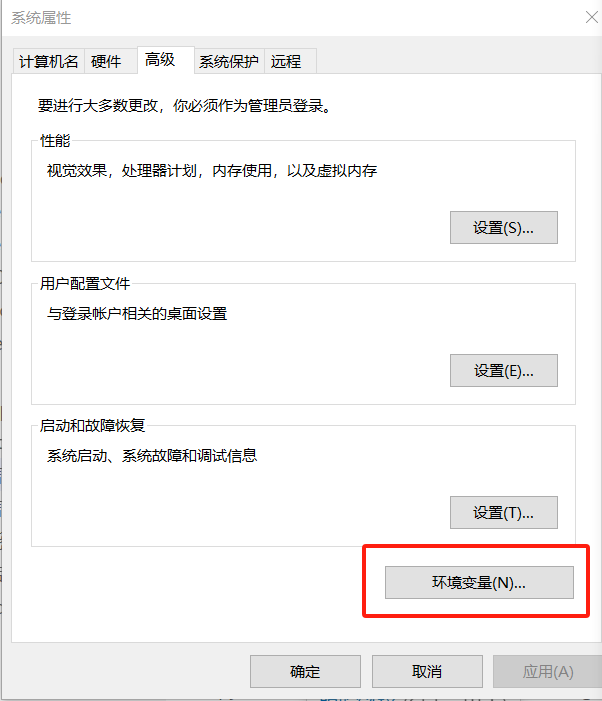 系统属性
计算机名 硬件 高级 系统保护 远程
要进行大多数更改，你必须作为管理员登录。
性能
视觉效果，处理器计划，内存使用，以及虚拟内存
设置(S)...
用户配置文件
与登录帐户相关的桌面设置
设置(E)...
启动和故障恢复
系统启动、系统故障和调试信息
设置(T)...
环境变量(N)...
确定 取消 应用(A)